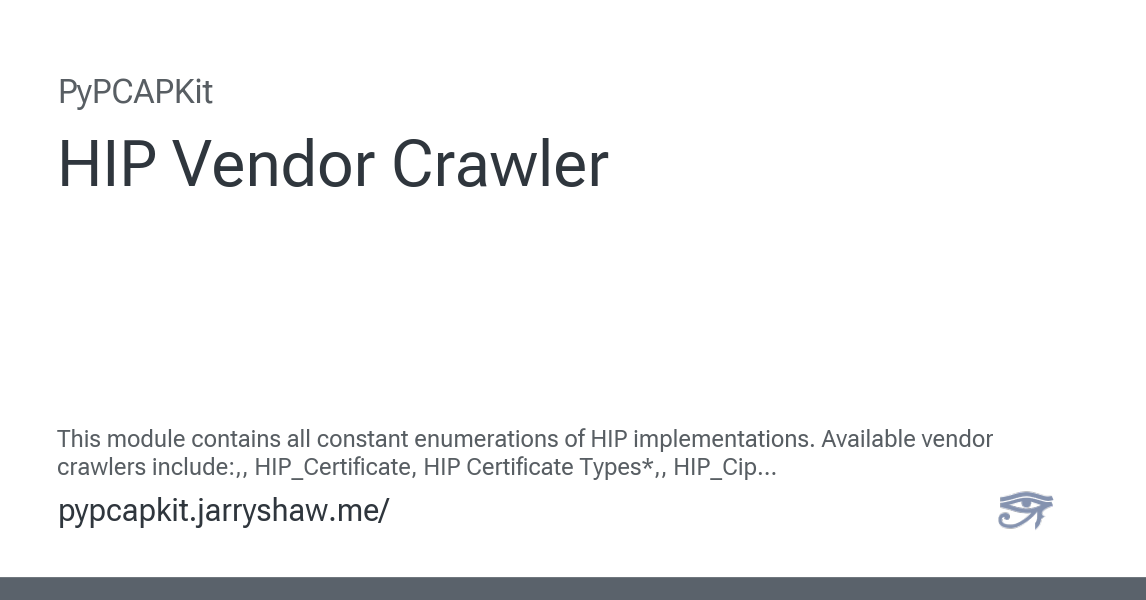 PyPCAPKit
HIP Vendor Crawler
This module contains all constant enumerations of HIP implementations. Available vendor
crawlers include:,, HIP_Certificate, HIP Certificate Types*,, HIP_Cip...
pypcapkit.jarryshaw.me/